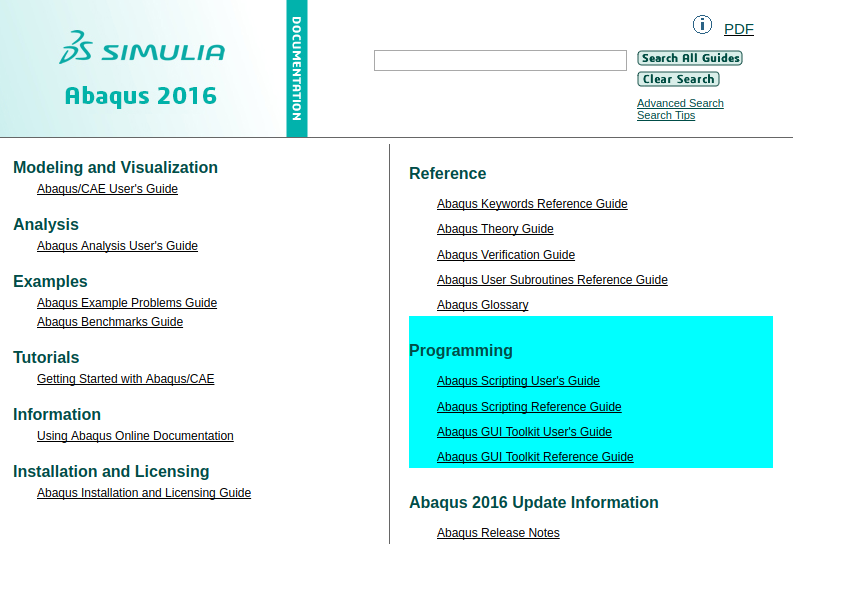 SIMULIA
Abaqus 2016
DOCUMENTATION
PDF
Search All Guides
Clear Search
Advanced Search
Search Tips
Modeling and Visualization
Abaqus/CAE User's Guide
Analysis
Abaqus Analysis User's Guide
Examples
Abaqus Example Problems Guide
Abaqus Benchmarks Guide
Tutorials
Getting Started with Abaqus/CAE
Information
Using Abaqus Online Documentation
Installation and Licensing
Abaqus Installation and Licensing Guide
Reference
Abaqus Keywords Reference Guide
Abaqus Theory Guide
Abaqus Verification Guide
Abaqus User Subroutines Reference Guide
Abaqus Glossary
Programming
Abaqus Scripting User's Guide
Abaqus Scripting Reference Guide
Abaqus GUI Toolkit User's Guide
Abaqus GUI Toolkit Reference Guide
Abaqus 2016 Update Information
Abaqus Release Notes